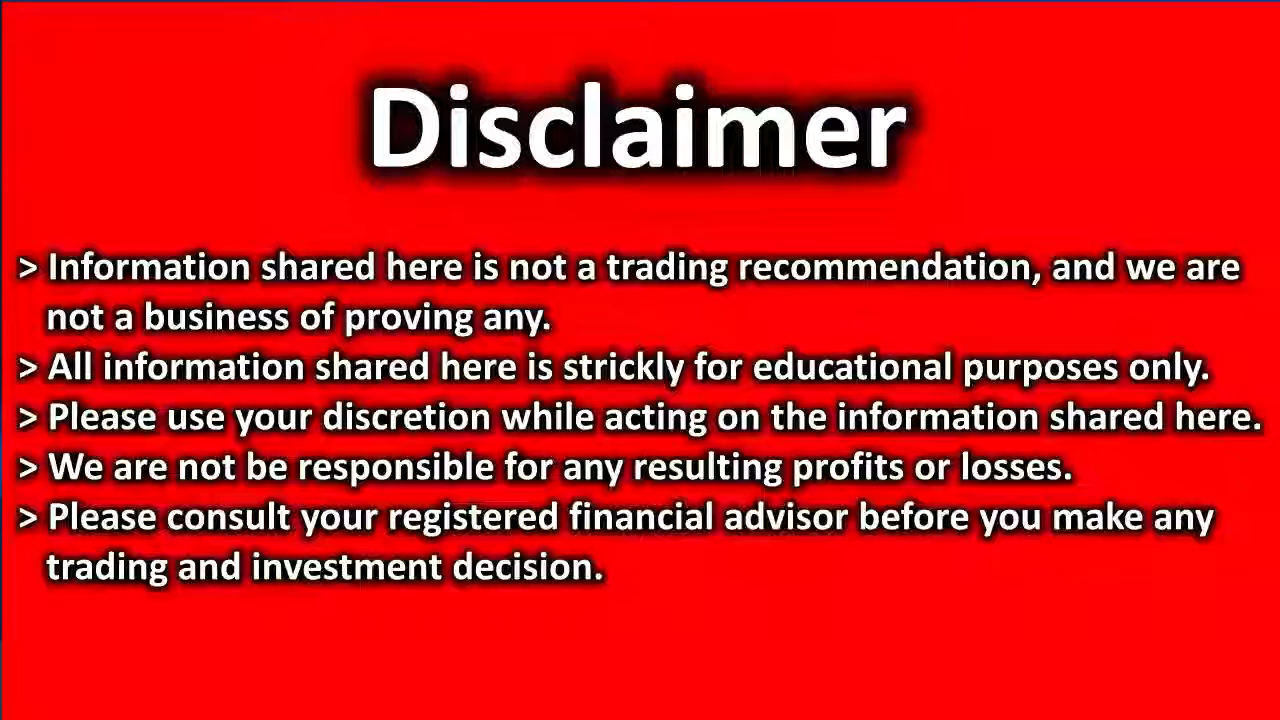 Disclaimer
> Information shared here is not a trading recommendation, and we are
not a business of proving any.
> All information shared here is strickly for educational purposes only.
> Please use your discretion while acting on the information shared here.
> We are not be responsible for any resulting profits or losses.
> Please consult your registered financial advisor before you make any
trading and investment decision.